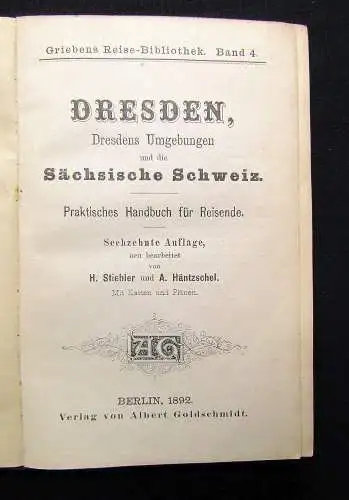 Griebens Reise-Bibliothek. Band 4.
DRESDEN,
Dresdens Umgebungen
und die
Sächsische Schweiz.
Praktisches Handbuch für Reisende.
Sechzehnte Auflage,
neu bearbeitet
von
H. Stiehler und A. Häntzschel.
Mit Karten und Plänen.
AG
BERLIN, 1892.
Verlag von Albert Goldschmidt.